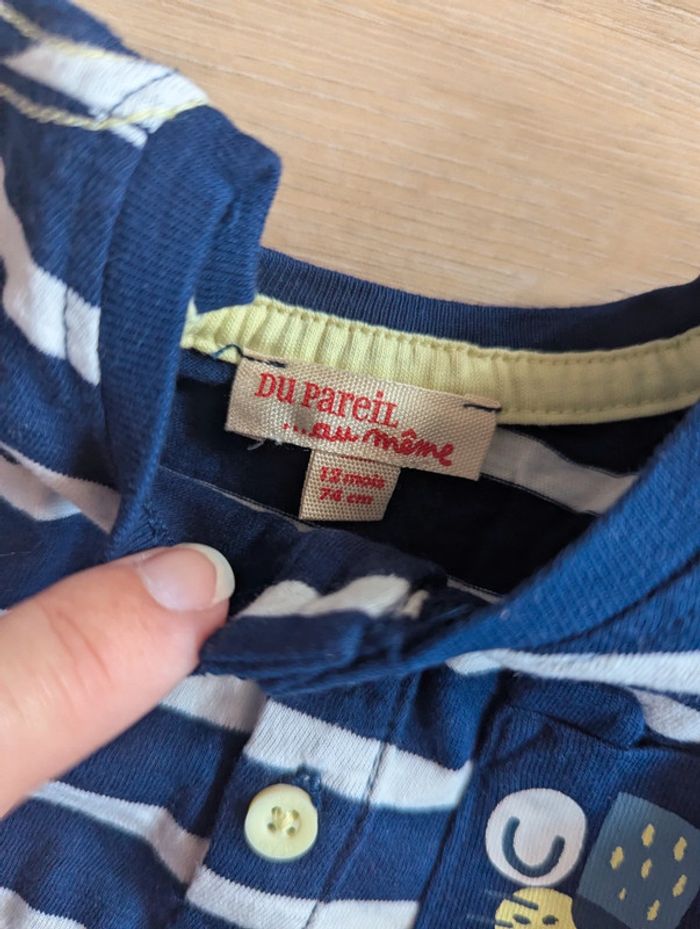 DU PareiL
...au même
12 mois
74 cm